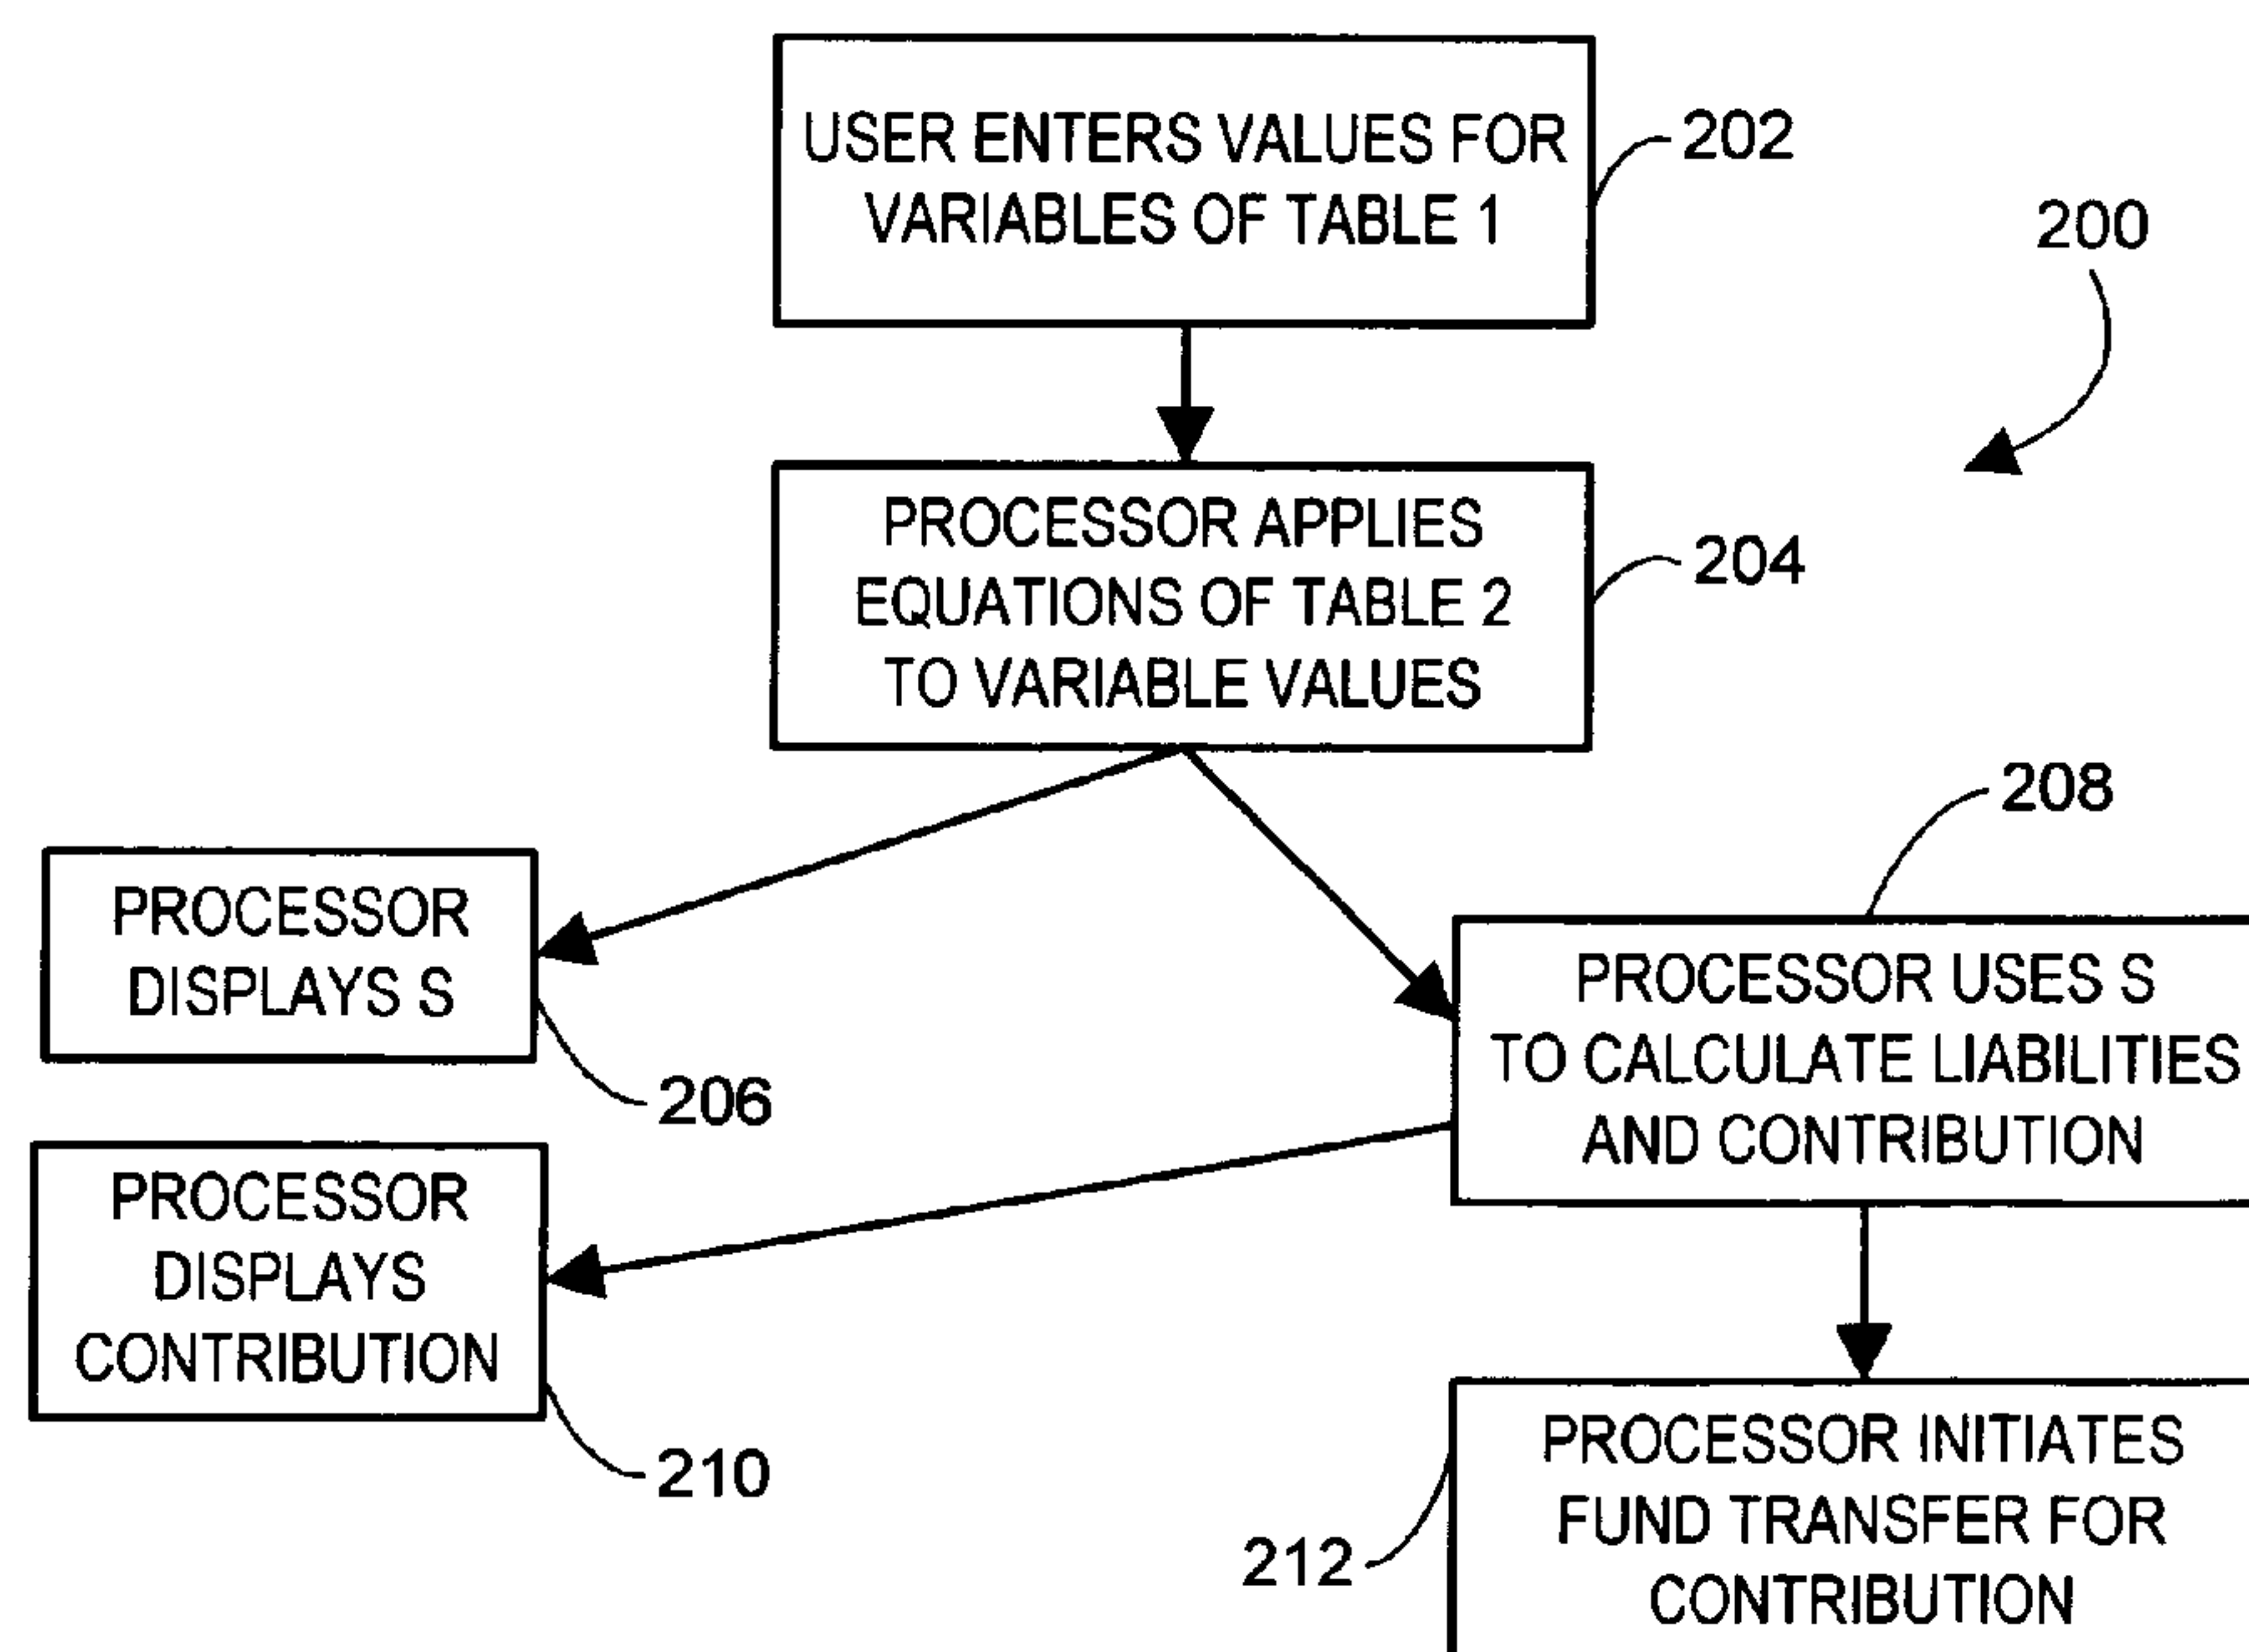 USER ENTERS VALUES FOR
VARIABLES OF TABLE 1
202
200
PROCESSOR APPLIES
EQUATIONS OF TABLE 2
TO VARIABLE VALUES
204
208
PROCESSOR
DISPLAYS S
206
PROCESSOR USES S
TO CALCULATE LIABILITIES
AND CONTRIBUTION
PROCESSOR
DISPLAYS
CONTRIBUTION
210
PROCESSOR INITIATES
FUND TRANSFER FOR
CONTRIBUTION
212